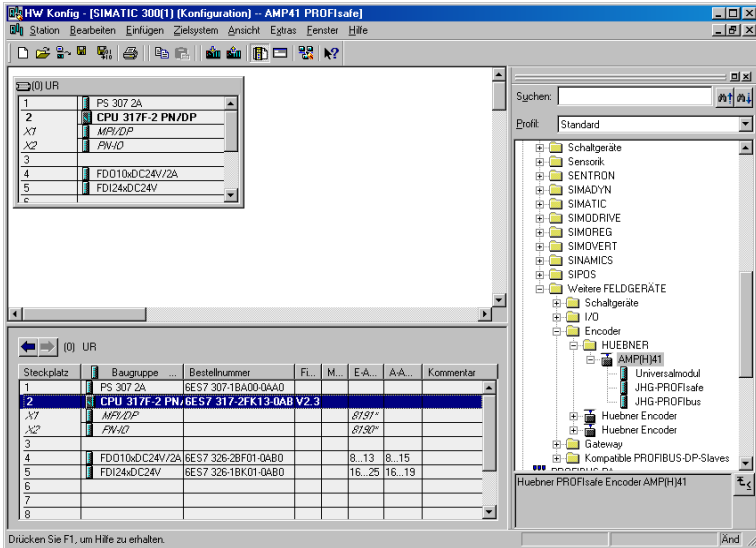 HW Konfig - [SIMATIC 300(1) (Konfiguration) -- AMP41 PROFIsafe]
Station Bearbeiten Einfügen Zielsystem Ansicht Extras Fenster Hilfe
(0) UR
1 PS 307 2A
2 CPU 317F-2 PN/DP
X1 MPI/DP
X2 PN-IO
3
4 FDO10xDC24V/2A
5 FDI24xDC24V
6
Suchen:
Profil: Standard
Schaltgeräte
Sensorik
SENTRON
SIMADYN
SIMATIC
SIMODRIVE
SIMOREG
SIMOVERT
SINAMICS
SIPOS
Weitere FELDGERÄTE
Schaltgeräte
I/O
Encoder
HUEBNER
AMP(H)41
Universalmodul
JHG-PROFIsafe
JHG-PROFIbus
Huebner Encoder
Huebner Encoder
Gateway
Kompatible PROFIBUS-DP-Slaves
PROFIBUS-PA
Huebner PROFIsafe Encoder AMP(H)41
(0) UR
Steckplatz Baugruppe ... Bestellnummer Fi... M... E-A... A-A... Kommentar
1 PS 307 2A 6ES7 307-1BA00-0AA0
2 CPU 317F-2 PN/ 6ES7 317-2FK13-0AB V2.3
X1 MPI/DP 8191*
X2 PN-IO 8190*
3
4 FDO10xDC24V/2A 6ES7 326-2BF01-0AB0 8...13 8...15
5 FDI24xDC24V 6ES7 326-1BK01-0AB0 16...25 16...19
6
7
8
Drücken Sie F1, um Hilfe zu erhalten.
Änd